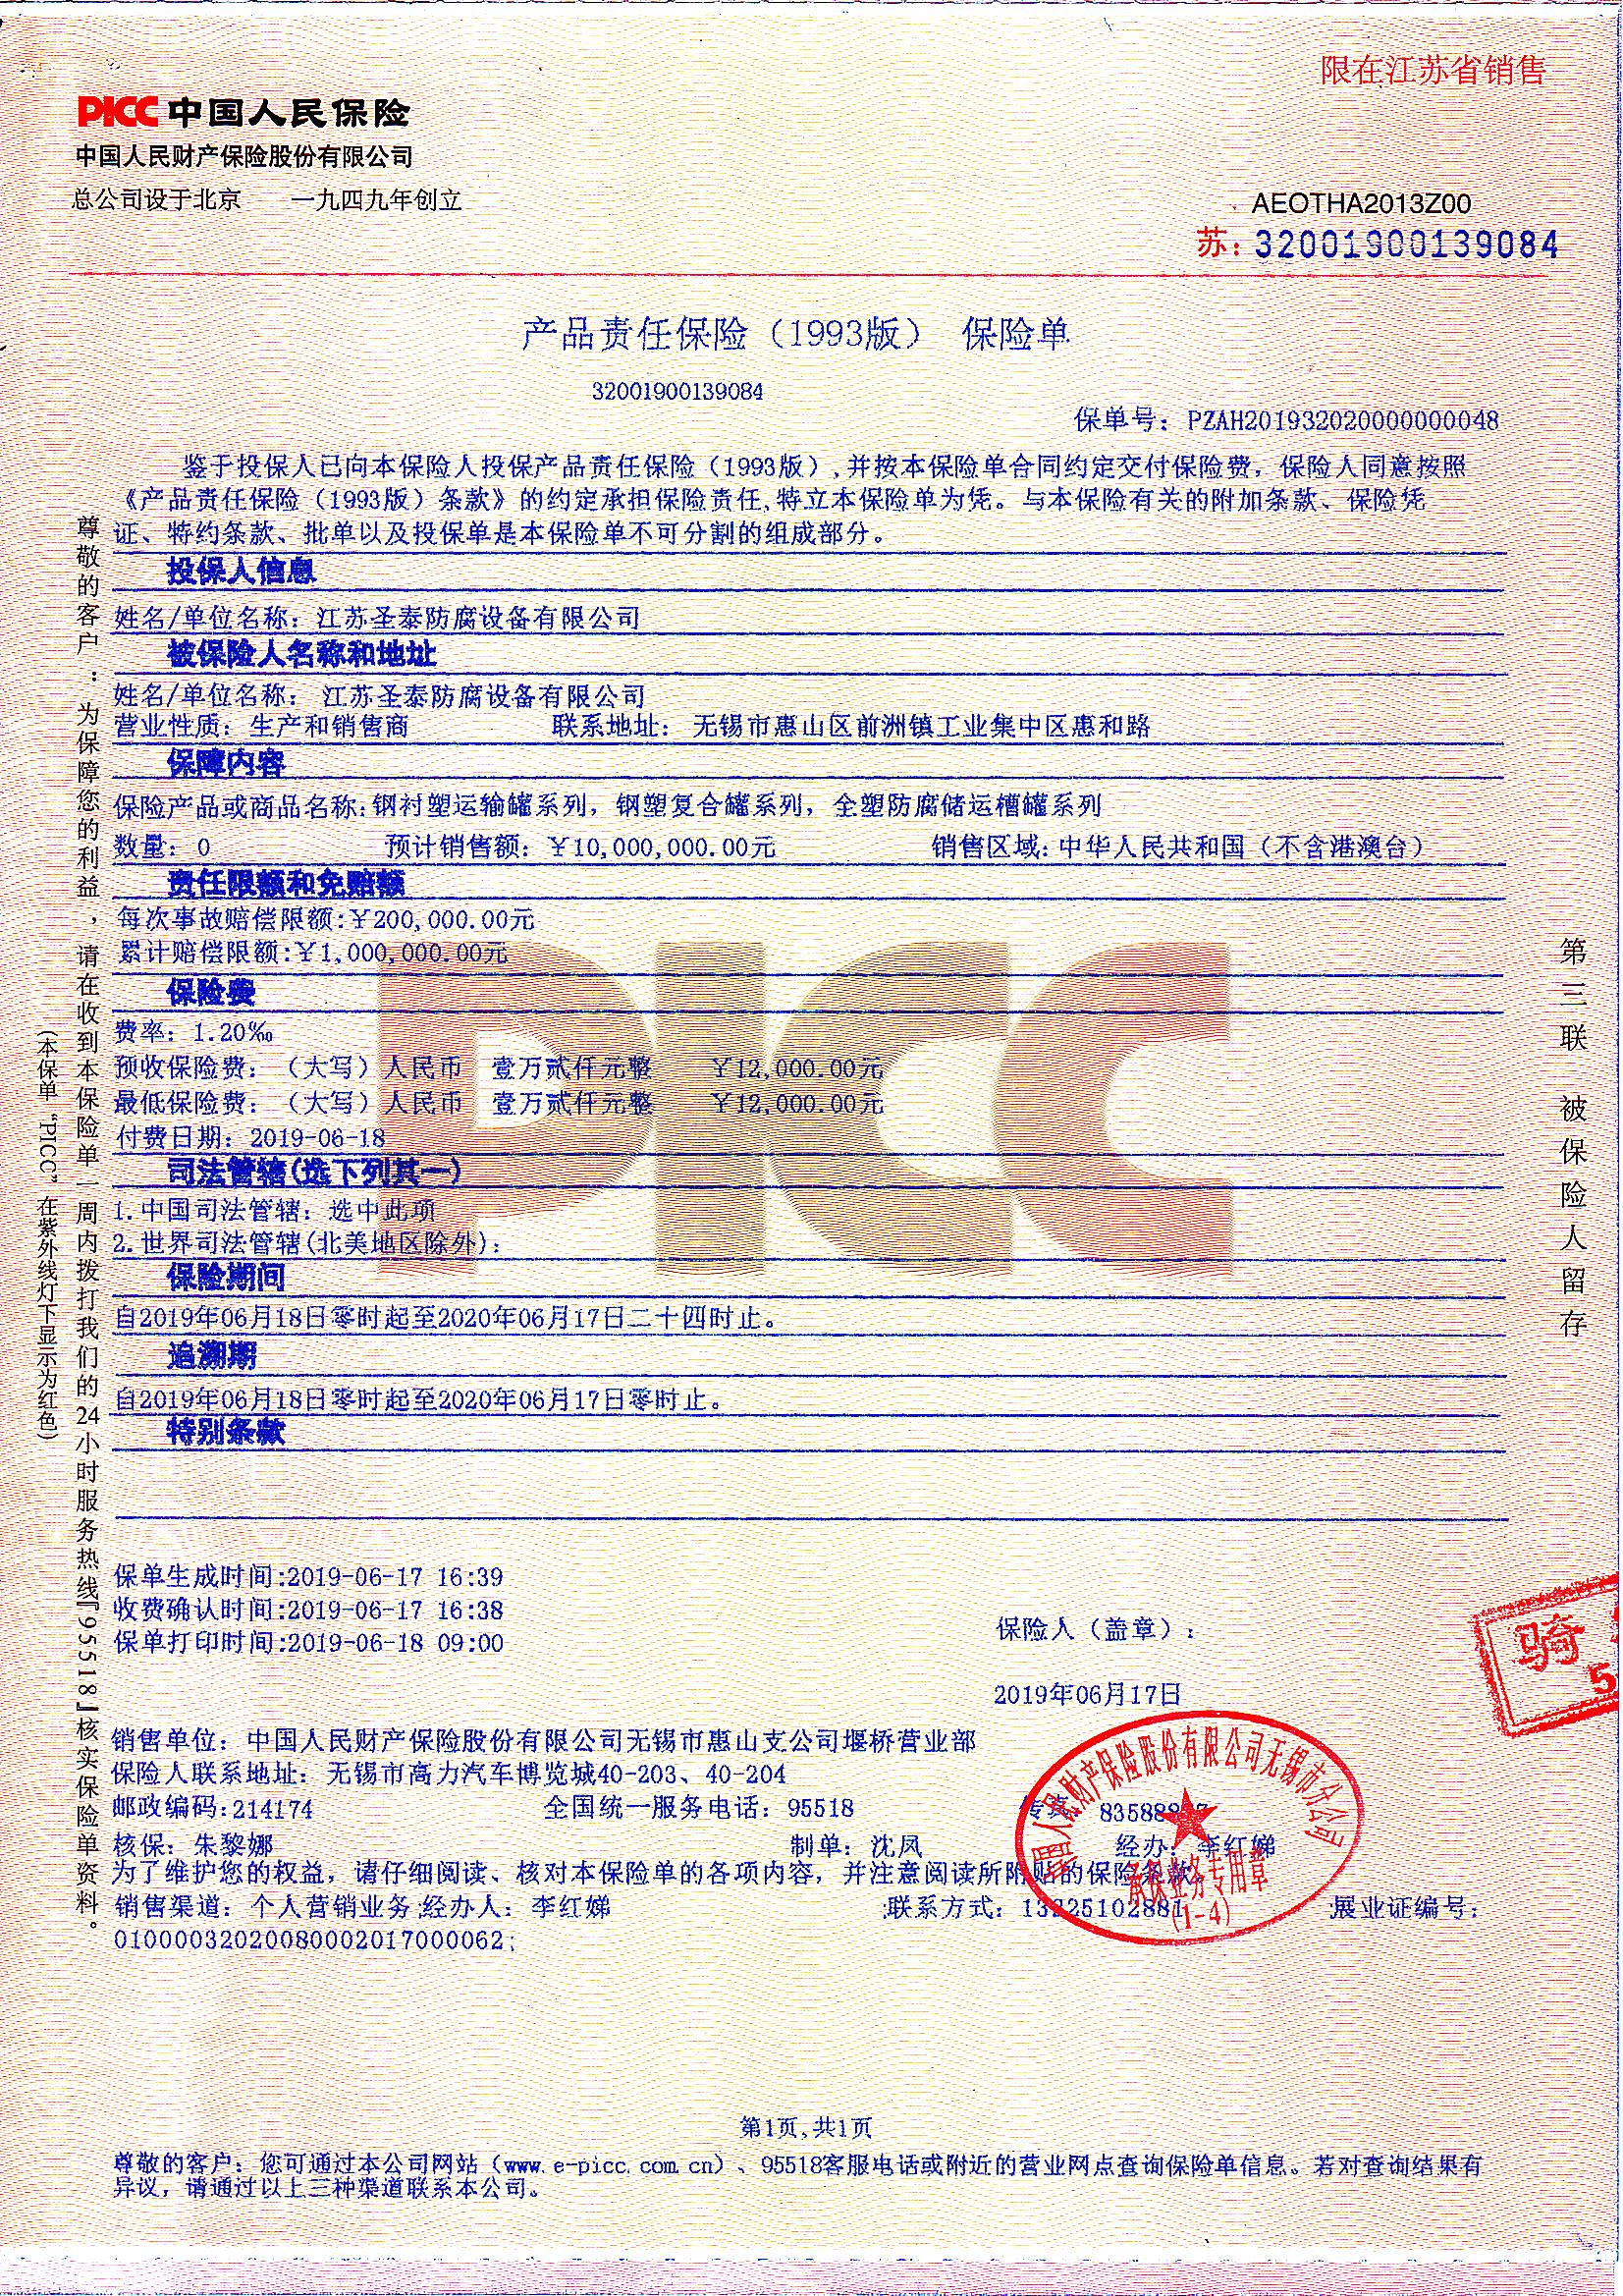 限在江苏省销售
PICC 中国人民保险
中国人民财产保险股份有限公司
总公司设于北京 一九四九年创立
AEOTHA2013Z00
苏：32001900139084
产品责任保险（1993版） 保险单
32001900139084
保单号：PZAH201932020000000048
鉴于投保人已向本保险人投保产品责任保险（1993版）,并按本保险单合同约定交付保险费，保险人同意按照
《产品责任保险（1993版）条款》的约定承担保险责任,特立本保险单为凭。与本保险有关的附加条款、保险凭
证、特约条款、批单以及投保单是本保险单不可分割的组成部分。
投保人信息
姓名/单位名称：江苏圣泰防腐设备有限公司
被保险人名称和地址
姓名/单位名称： 江苏圣泰防腐设备有限公司
营业性质：生产和销售商 联系地址： 无锡市惠山区前洲镇工业集中区惠和路
保障内容
保险产品或商品名称:钢衬塑运输罐系列，钢塑复合罐系列，全塑防腐储运槽罐系列
数量：0 预计销售额：￥10,000,000.00元 销售区域:中华人民共和国（不含港澳台）
责任限额和免赔额
每次事故赔偿限额:￥200,000.00元
累计赔偿限额:￥1,000,000.00元
保险费
费率：1.20‰
预收保险费：（大写）人民币 壹万贰仟元整 ￥12,000.00元
最低保险费：（大写）人民币 壹万贰仟元整 ￥12,000.00元
付费日期：2019-06-18
司法管辖(选下列其一)
1.中国司法管辖：选中此项
2.世界司法管辖(北美地区除外)：
保险期间
自2019年06月18日零时起至2020年06月17日二十四时止。
追溯期
自2019年06月18日零时起至2020年06月17日零时止。
特别条款
保单生成时间:2019-06-17 16:39
收费确认时间:2019-06-17 16:38
保单打印时间:2019-06-18 09:00
保险人（盖章）：
2019年06月17日
销售单位：中国人民财产保险股份有限公司无锡市惠山支公司堰桥营业部
保险人联系地址：无锡市高力汽车博览城40-203、40-204
邮政编码:214174 全国统一服务电话：95518 传真
核保：朱黎娜 制单：沈凤 经办：李红娣
为了维护您的权益，请仔细阅读、核对本保险单的各项内容，并注意阅读所附贴的保险条款。
销售渠道：个人营销业务;经办人：李红娣 ;联系方式：13225102881 ;展业证编号：
01000032020080002017000062;
人民财产保险股份有限公司无锡市分公司
承保业务专用章
(1-4)
骑
5
第1页,共1页
尊敬的客户：您可通过本公司网站（www.e-picc.com.cn）、95518客服电话或附近的营业网点查询保险单信息。若对查询结果有
异议，请通过以上三种渠道联系本公司。
尊敬的客户：为保障您的利益，请在收到本保险单一周内拨打我们的24小时服务热线『95518』核实保险单资料。
(本保单“PICC”在紫外线灯下显示为红色)
第三联 被保险人留存
PICC